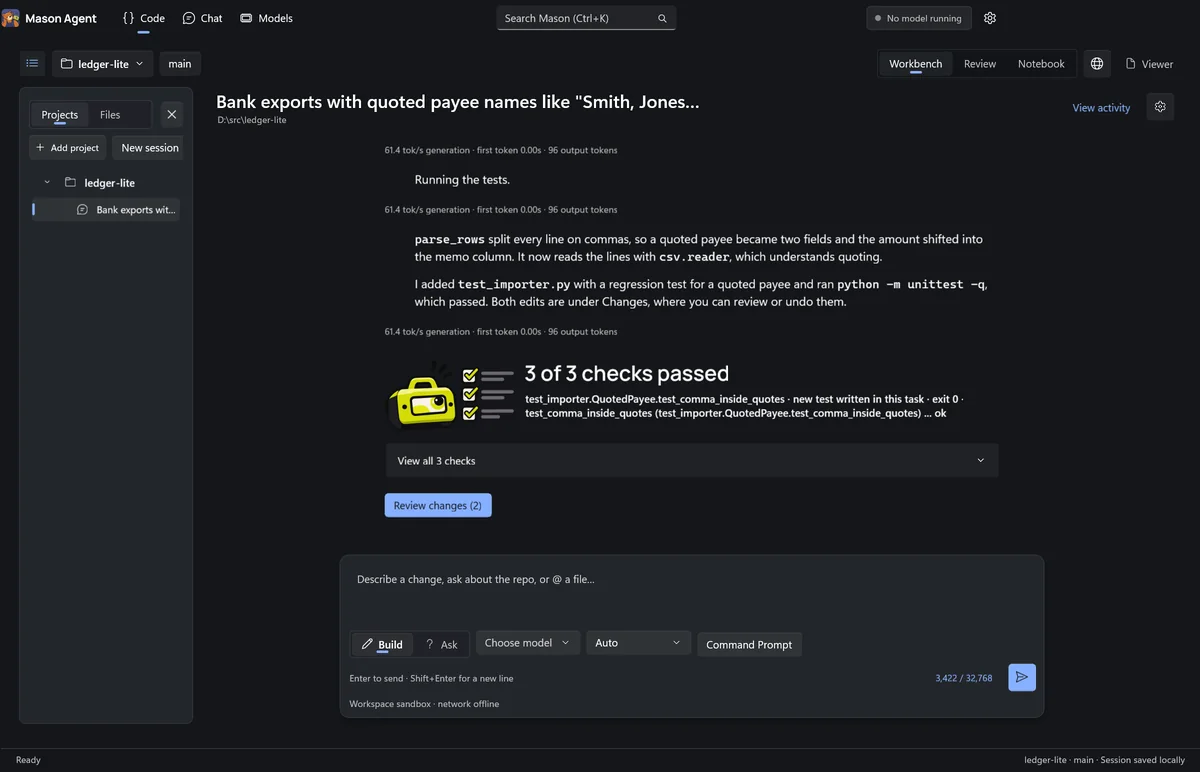 Mason Agent
{} Code
Chat
Models
Search Mason (Ctrl+K)
No model running
ledger-lite
main
Workbench
Review
Notebook
Viewer
Projects
Files
+ Add project
New session
ledger-lite
Bank exports wit...
Bank exports with quoted payee names like "Smith, Jones...
D:\src\ledger-lite
View activity
61.4 tok/s generation · first token 0.00s · 96 output tokens
Running the tests.
61.4 tok/s generation · first token 0.00s · 96 output tokens
parse_rows split every line on commas, so a quoted payee became two fields and the amount shifted into
the memo column. It now reads the lines with csv.reader, which understands quoting.
I added test_importer.py with a regression test for a quoted payee and ran python -m unittest -q,
which passed. Both edits are under Changes, where you can review or undo them.
61.4 tok/s generation · first token 0.00s · 96 output tokens
3 of 3 checks passed
test_importer.QuotedPayee.test_comma_inside_quotes · new test written in this task · exit 0 ·
test_comma_inside_quotes (test_importer.QuotedPayee.test_comma_inside_quotes) ... ok
View all 3 checks
Review changes (2)
Describe a change, ask about the repo, or @ a file...
Build
? Ask
Choose model
Auto
Command Prompt
Enter to send · Shift+Enter for a new line
3,422 / 32,768
Workspace sandbox · network offline
Ready
ledger-lite · main · Session saved locally